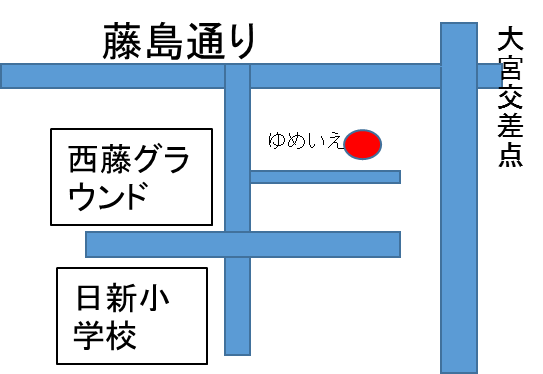 藤島通り
大宮交差点
ゆめいえ
西藤グラ
ウンド
日新小
学校